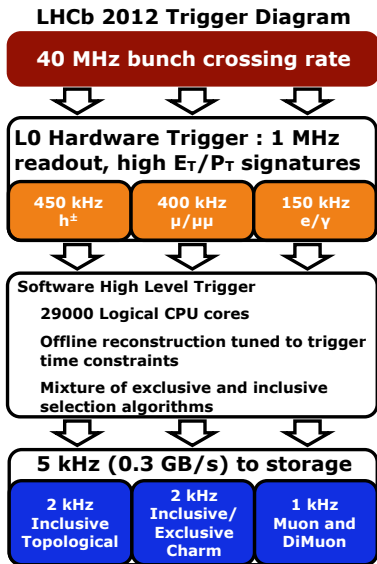 LHCb 2012 Trigger Diagram
40 MHz bunch crossing rate
L0 Hardware Trigger : 1 MHz
readout, high ET/PT signatures
450 kHz
h±
400 kHz
µ/µµ
150 kHz
e/γ
Software High Level Trigger
29000 Logical CPU cores
Offline reconstruction tuned to trigger
time constraints
Mixture of exclusive and inclusive
selection algorithms
5 kHz (0.3 GB/s) to storage
2 kHz
Inclusive
Topological
2 kHz
Inclusive/
Exclusive
Charm
1 kHz
Muon and
DiMuon